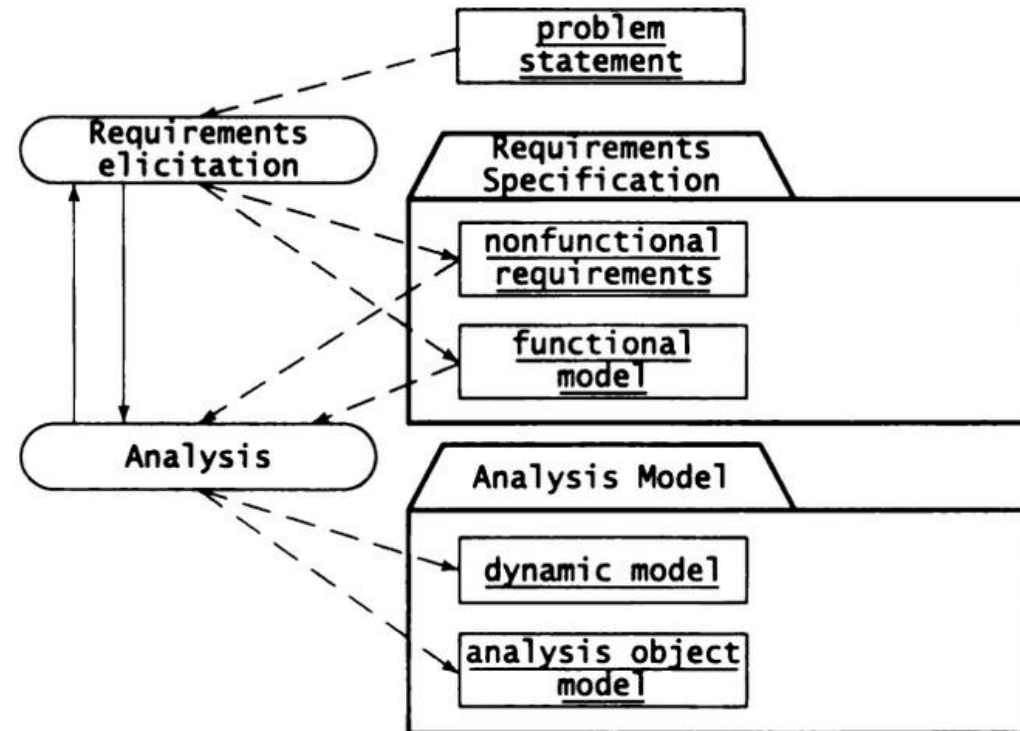 problem
statement
Requirements
elicitation
Requirements
Specification
nonfunctional
requirements
functional
model
Analysis
Analysis Model
dynamic model
analysis object
model